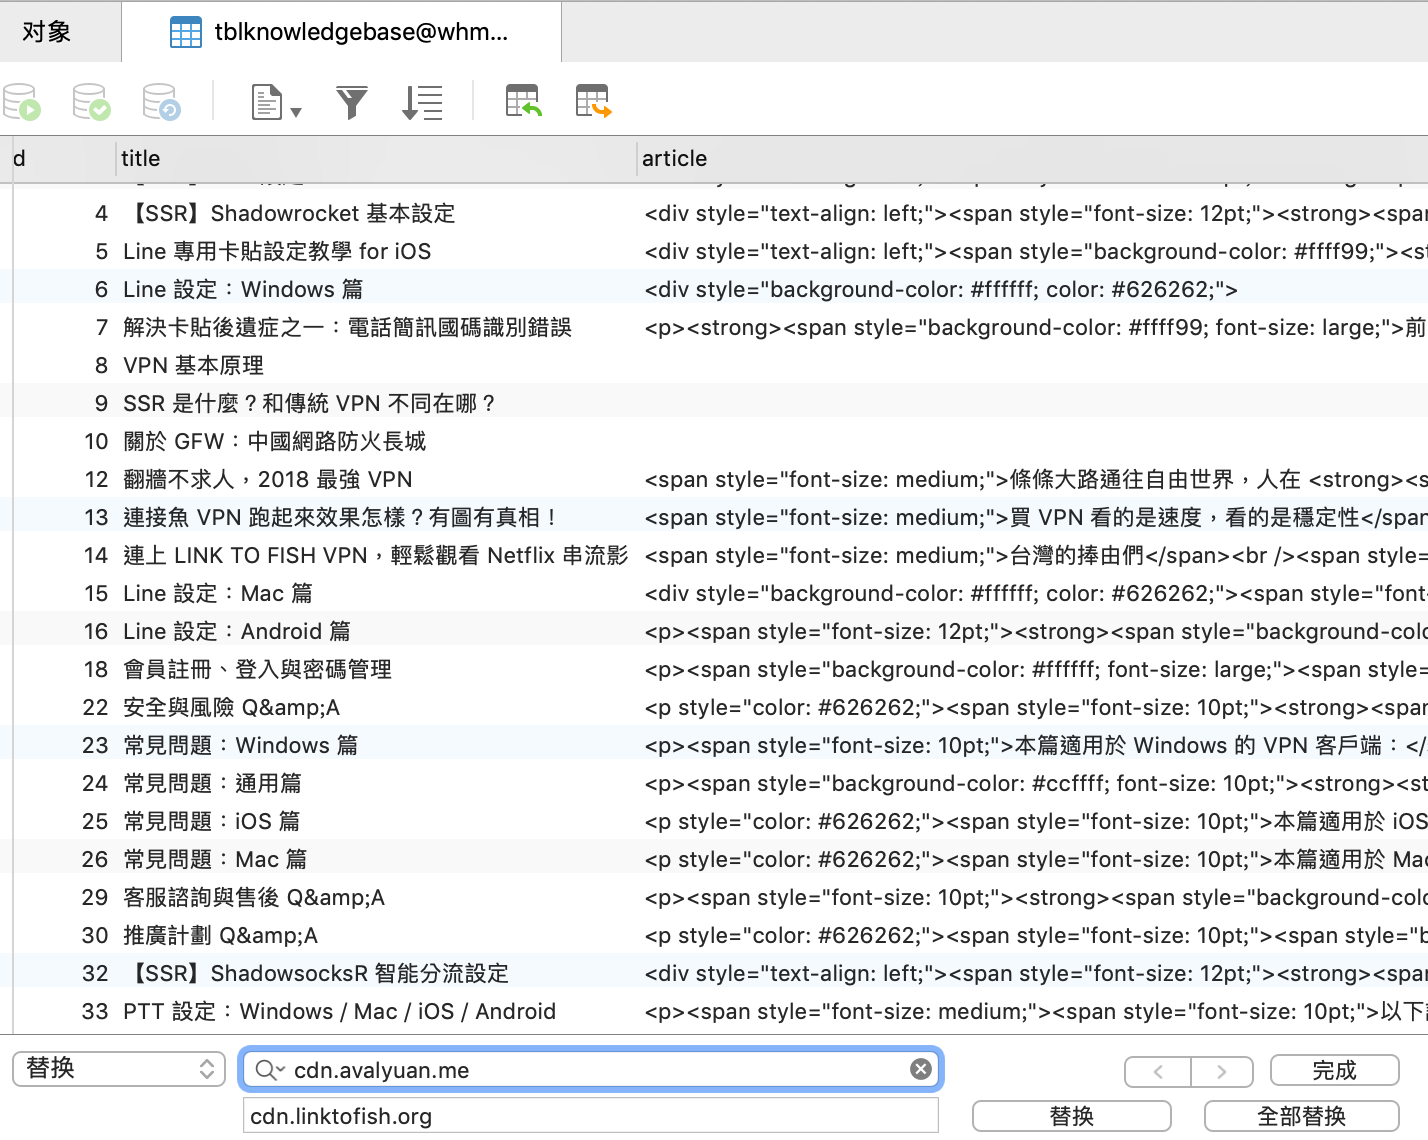 对象 tblknowledgebase@whm...
d title article
4 【SSR】Shadowrocket 基本設定 <div style="text-align: left;"><span style="font-size: 12pt;"><strong><spa
5 Line 專用卡貼設定教學 for iOS <div style="text-align: left;"><span style="background-color: #ffff99;"><st
6 Line 設定：Windows 篇 <div style="background-color: #ffffff; color: #626262;">
7 解決卡貼後遺症之一：電話簡訊國碼識別錯誤 <p><strong><span style="background-color: #ffff99; font-size: large;">前
8 VPN 基本原理
9 SSR 是什麼？和傳統 VPN 不同在哪？
10 關於 GFW：中國網路防火長城
12 翻牆不求人，2018 最強 VPN <span style="font-size: medium;">條條大路通往自由世界，人在 <strong><s
13 連接魚 VPN 跑起來效果怎樣？有圖有真相！ <span style="font-size: medium;">買 VPN 看的是速度，看的是穩定性</span
14 連上 LINK TO FISH VPN，輕鬆觀看 Netflix 串流影 <span style="font-size: medium;">台灣的捧由們</span><br /><span style=
15 Line 設定：Mac 篇 <div style="background-color: #ffffff; color: #626262;"><span style="font-
16 Line 設定：Android 篇 <p><span style="font-size: 12pt;"><strong><span style="background-colo
18 會員註冊、登入與密碼管理 <p><span style="background-color: #ffffff; font-size: large;"><span style=
22 安全與風險 Q&amp;A <p style="color: #626262;"><span style="font-size: 10pt;"><strong><span
23 常見問題：Windows 篇 <p><span style="font-size: 10pt;">本篇適用於 Windows 的 VPN 客戶端：</
24 常見問題：通用篇 <p><span style="background-color: #ccffff; font-size: 10pt;"><strong><st
25 常見問題：iOS 篇 <p style="color: #626262;"><span style="font-size: 10pt;">本篇適用於 iOS
26 常見問題：Mac 篇 <p style="color: #626262;"><span style="font-size: 10pt;">本篇適用於 Mac
29 客服諮詢與售後 Q&amp;A <p><span style="font-size: 10pt;"><strong><span style="background-colo
30 推廣計劃 Q&amp;A <p style="color: #626262;"><span style="font-size: 10pt;"><span style="b
32 【SSR】ShadowsocksR 智能分流設定 <div style="text-align: left;"><span style="font-size: 12pt;"><strong><spa
33 PTT 設定：Windows / Mac / iOS / Android <p><span style="font-size: medium;"><span style="font-size: 10pt;">以下
替换 cdn.avalyuan.me 完成
cdn.linktofish.org 替换 全部替换